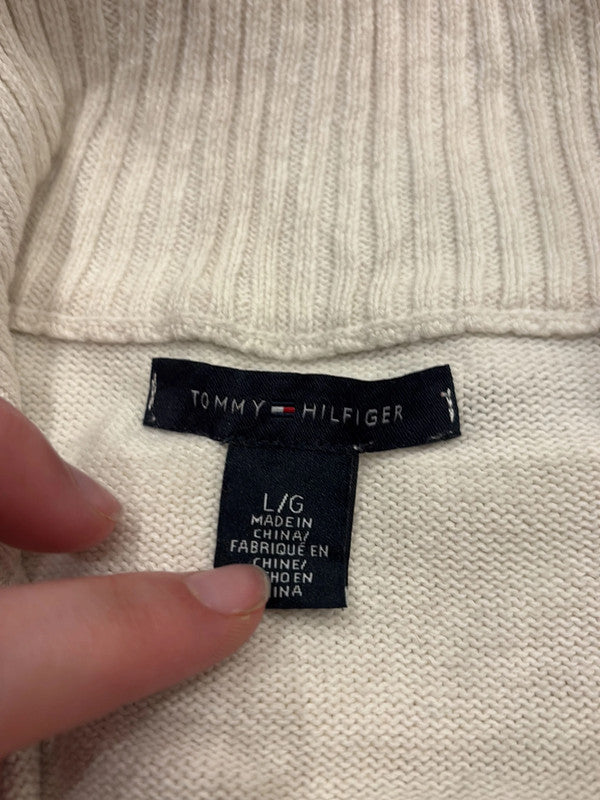 TOMMY HILFIGER
L/G
MADE IN
CHINA/
FABRIQUÉ EN
CHINE/
EN